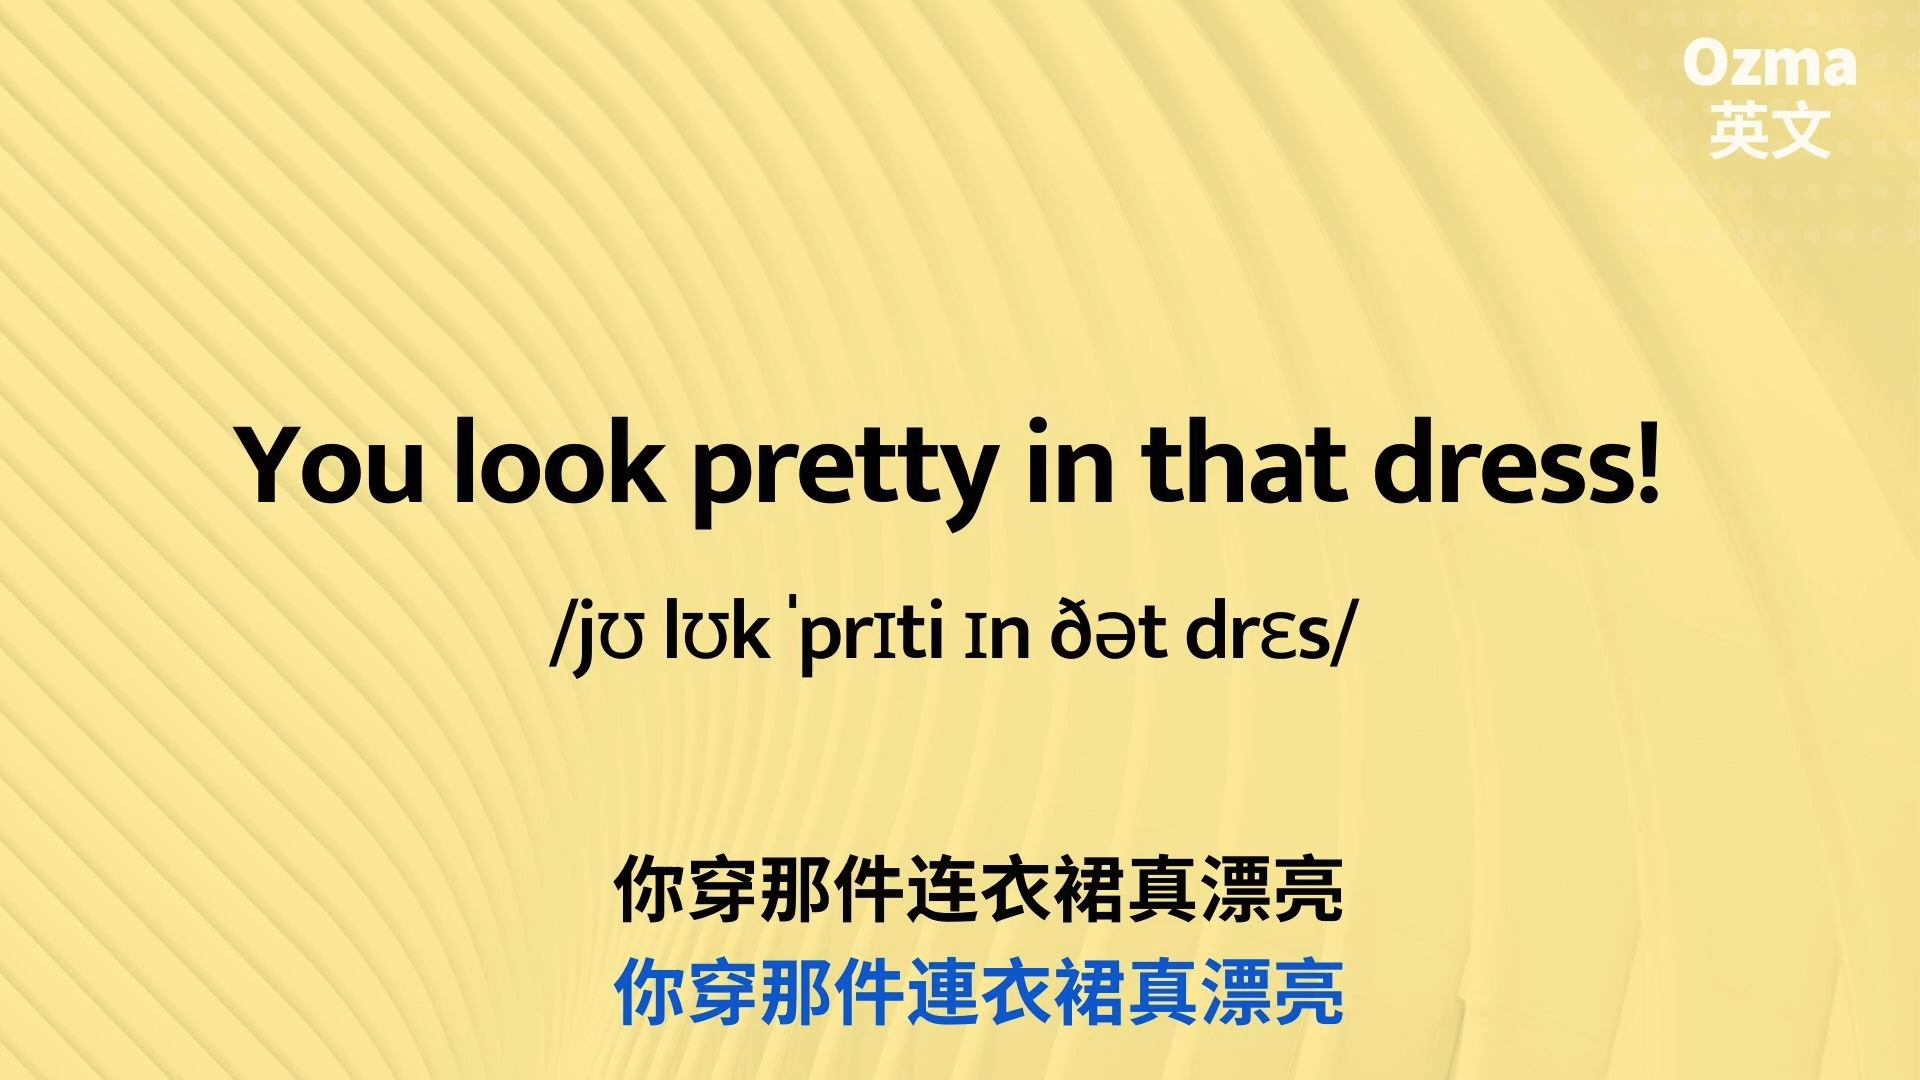 Ozma
英文
You look pretty in that dress!
/jʊ lʊk ˈprɪti ɪn ðət drɛs/
你穿那件连衣裙真漂亮
你穿那件連衣裙真漂亮